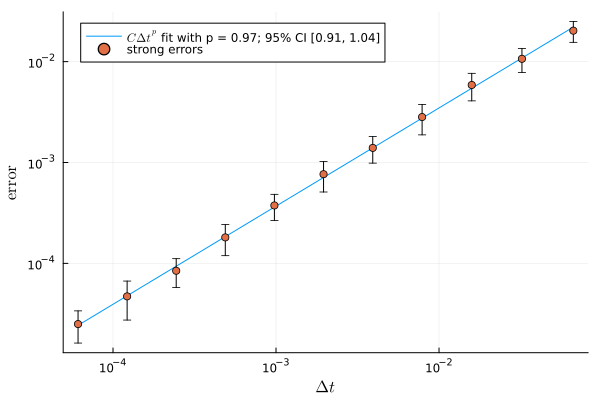 CΔt^p fit with p = 0.97; 95% CI [0.91, 1.04]
strong errors
error
10^-2
10^-3
10^-4
10^-4 10^-3 10^-2
Δt